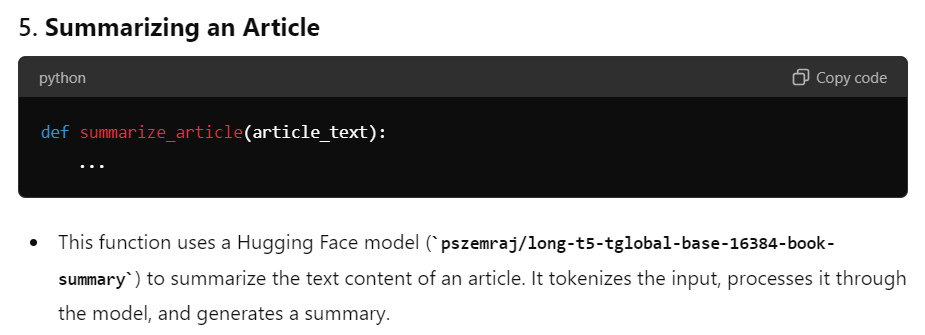 5. Summarizing an Article
python
Copy code
def summarize_article(article_text):
...
• This function uses a Hugging Face model (`pszemraj/long-t5-tglobal-base-16384-book-
summary`) to summarize the text content of an article. It tokenizes the input, processes it through
the model, and generates a summary.